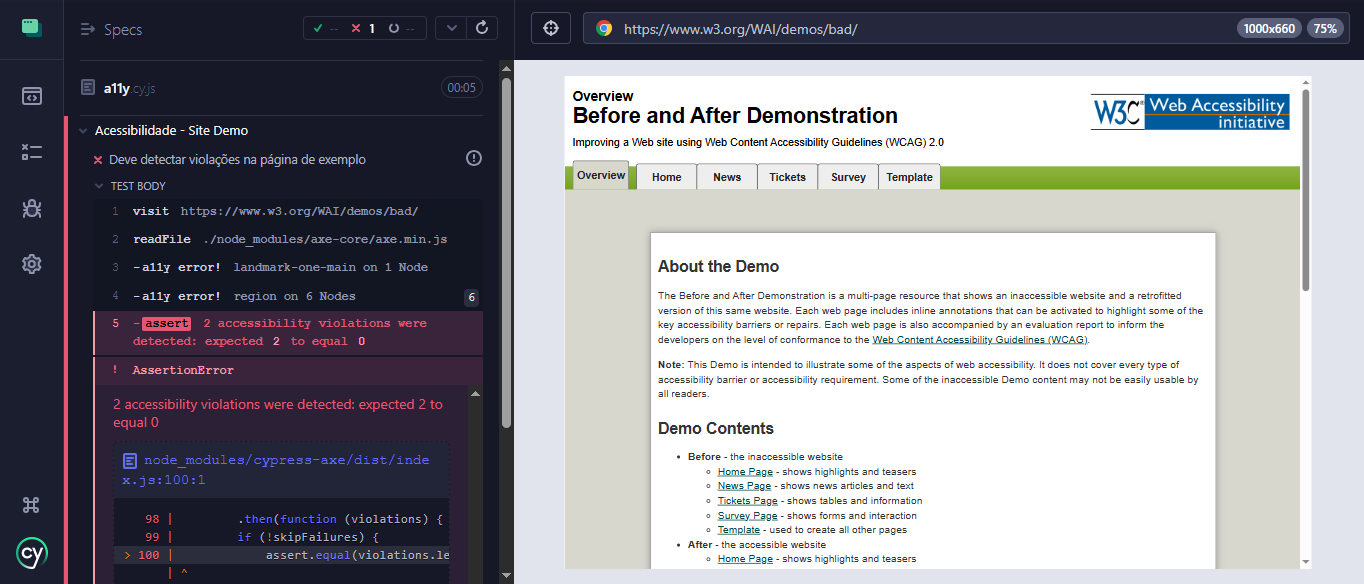 Specs
✓ -- ✕ 1 --
https://www.w3.org/WAI/demos/bad/
1000x660
75%
a11y.cy.js
00:05
Acessibilidade - Site Demo
Deve detectar violações na página de exemplo
TEST BODY
1 visit https://www.w3.org/WAI/demos/bad/
2 readFile ./node_modules/axe-core/axe.min.js
3 -a11y error! landmark-one-main on 1 Node
4 -a11y error! region on 6 Nodes
6
5 -assert 2 accessibility violations were
detected: expected 2 to equal 0
! AssertionError
2 accessibility violations were detected: expected 2 to
equal 0
node_modules/cypress-axe/dist/inde
x.js:100:1
98 | .then(function (violations) {
99 | if (!skipFailures) {
> 100 | assert.equal(violations.le
| ^
cy
Overview
Before and After Demonstration
Improving a Web site using Web Content Accessibility Guidelines (WCAG) 2.0
W3C® Web Accessibility
initiative
Overview
Home
News
Tickets
Survey
Template
About the Demo
The Before and After Demonstration is a multi-page resource that shows an inaccessible website and a retrofitted
version of this same website. Each web page includes inline annotations that can be activated to highlight some of the
key accessibility barriers or repairs. Each web page is also accompanied by an evaluation report to inform the
developers on the level of conformance to the Web Content Accessibility Guidelines (WCAG).
Note: This Demo is intended to illustrate some of the aspects of web accessibility. It does not cover every type of
accessibility barrier or accessibility requirement. Some of the inaccessible Demo content may not be easily usable by
all readers.
Demo Contents
• Before - the inaccessible website
Home Page - shows highlights and teasers
News Page - shows news articles and text
Tickets Page - shows tables and information
Survey Page - shows forms and interaction
Template - used to create all other pages
• After - the accessible website
Home Page - shows highlights and teasers